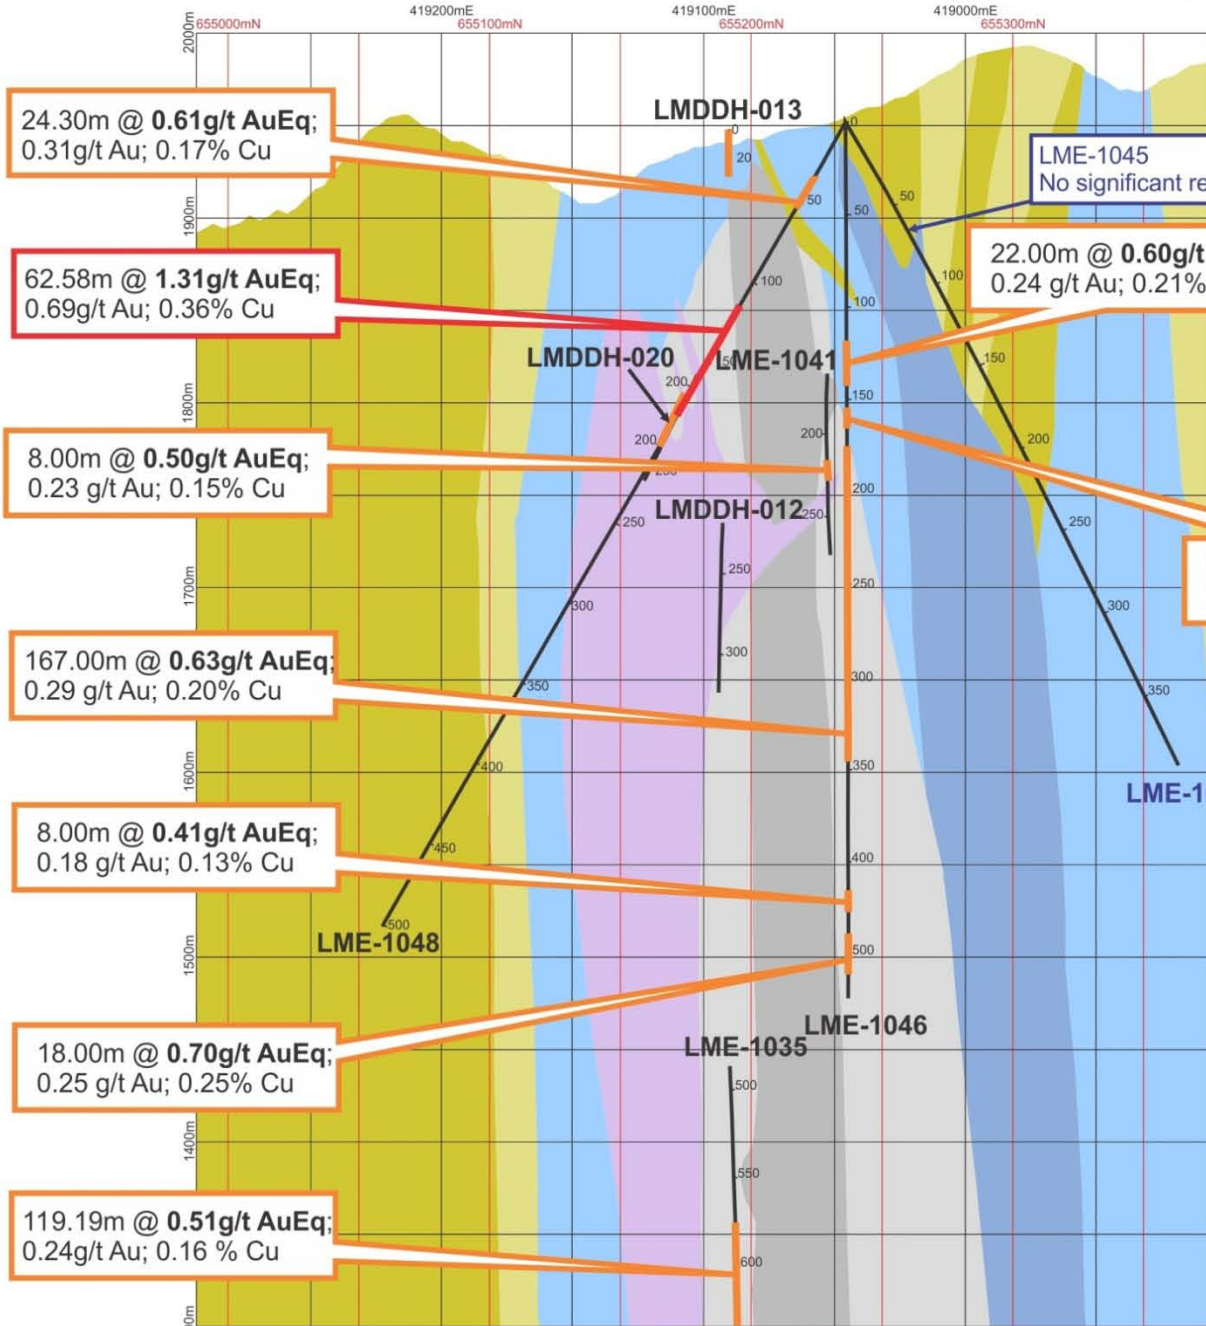 419200mE
419100mE
419000mE
655000mN
655100mN
655200mN
655300mN
2000m
1900m
1800m
1700m
1600m
1500m
1400m
24.30m @ 0.61g/t AuEq;
0.31g/t Au; 0.17% Cu
62.58m @ 1.31g/t AuEq;
0.69g/t Au; 0.36% Cu
8.00m @ 0.50g/t AuEq;
0.23 g/t Au; 0.15% Cu
167.00m @ 0.63g/t AuEq;
0.29 g/t Au; 0.20% Cu
8.00m @ 0.41g/t AuEq;
0.18 g/t Au; 0.13% Cu
18.00m @ 0.70g/t AuEq;
0.25 g/t Au; 0.25% Cu
119.19m @ 0.51g/t AuEq;
0.24g/t Au; 0.16 % Cu
LMDDH-013
0
20
LME-1045
No significant re
22.00m @ 0.60g/t
0.24 g/t Au; 0.21%
LMDDH-020
200
200
LME-1041
200
250
LMDDH-012
250
300
50
100
250
300
350
400
450
500
LME-1048
0
50
100
150
200
250
300
350
400
500
LME-1046
50
100
150
200
250
300
350
LME-1
LME-1035
500
550
600